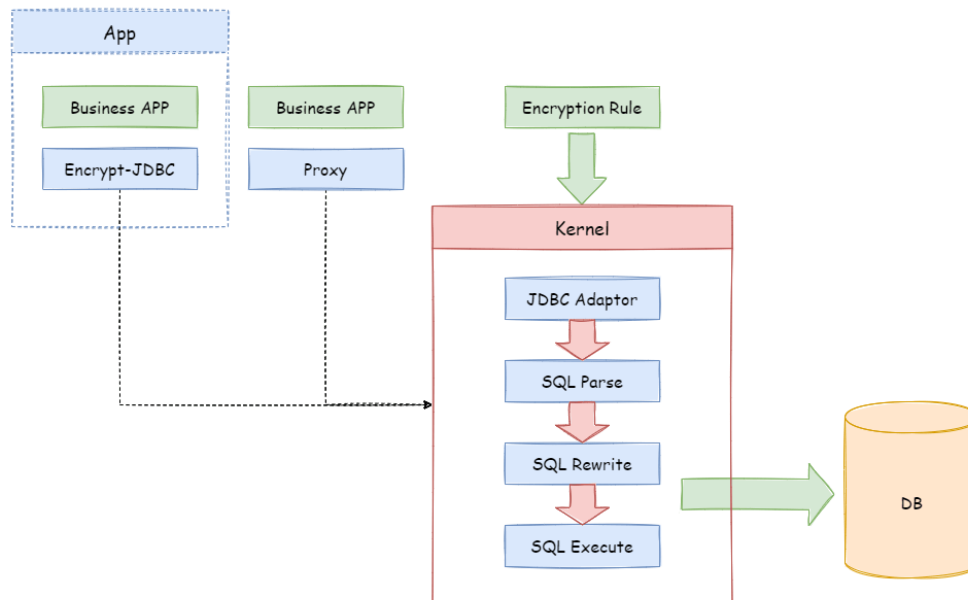 App
Business APP
Business APP
Encryption Rule
Encrypt-JDBC
Proxy
Kernel
JDBC Adaptor
SQL Parse
SQL Rewrite
DB
SQL Execute